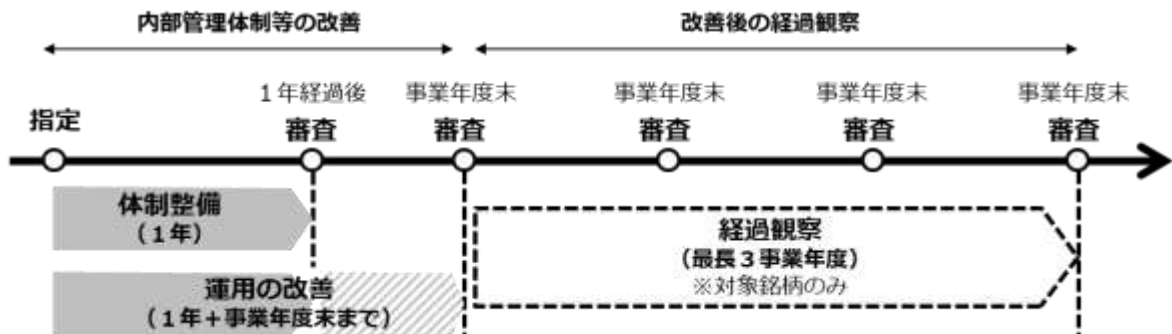 内部管理体制等の改善
改善後の経過観察
1年経過後
事業年度末
事業年度末
事業年度末
事業年度末
指定
審査
審査
審査
審査
審査
体制整備
(1年)
経過観察
(最長3事業年度)
※対象銘柄のみ
運用の改善
(1年+事業年度末まで)